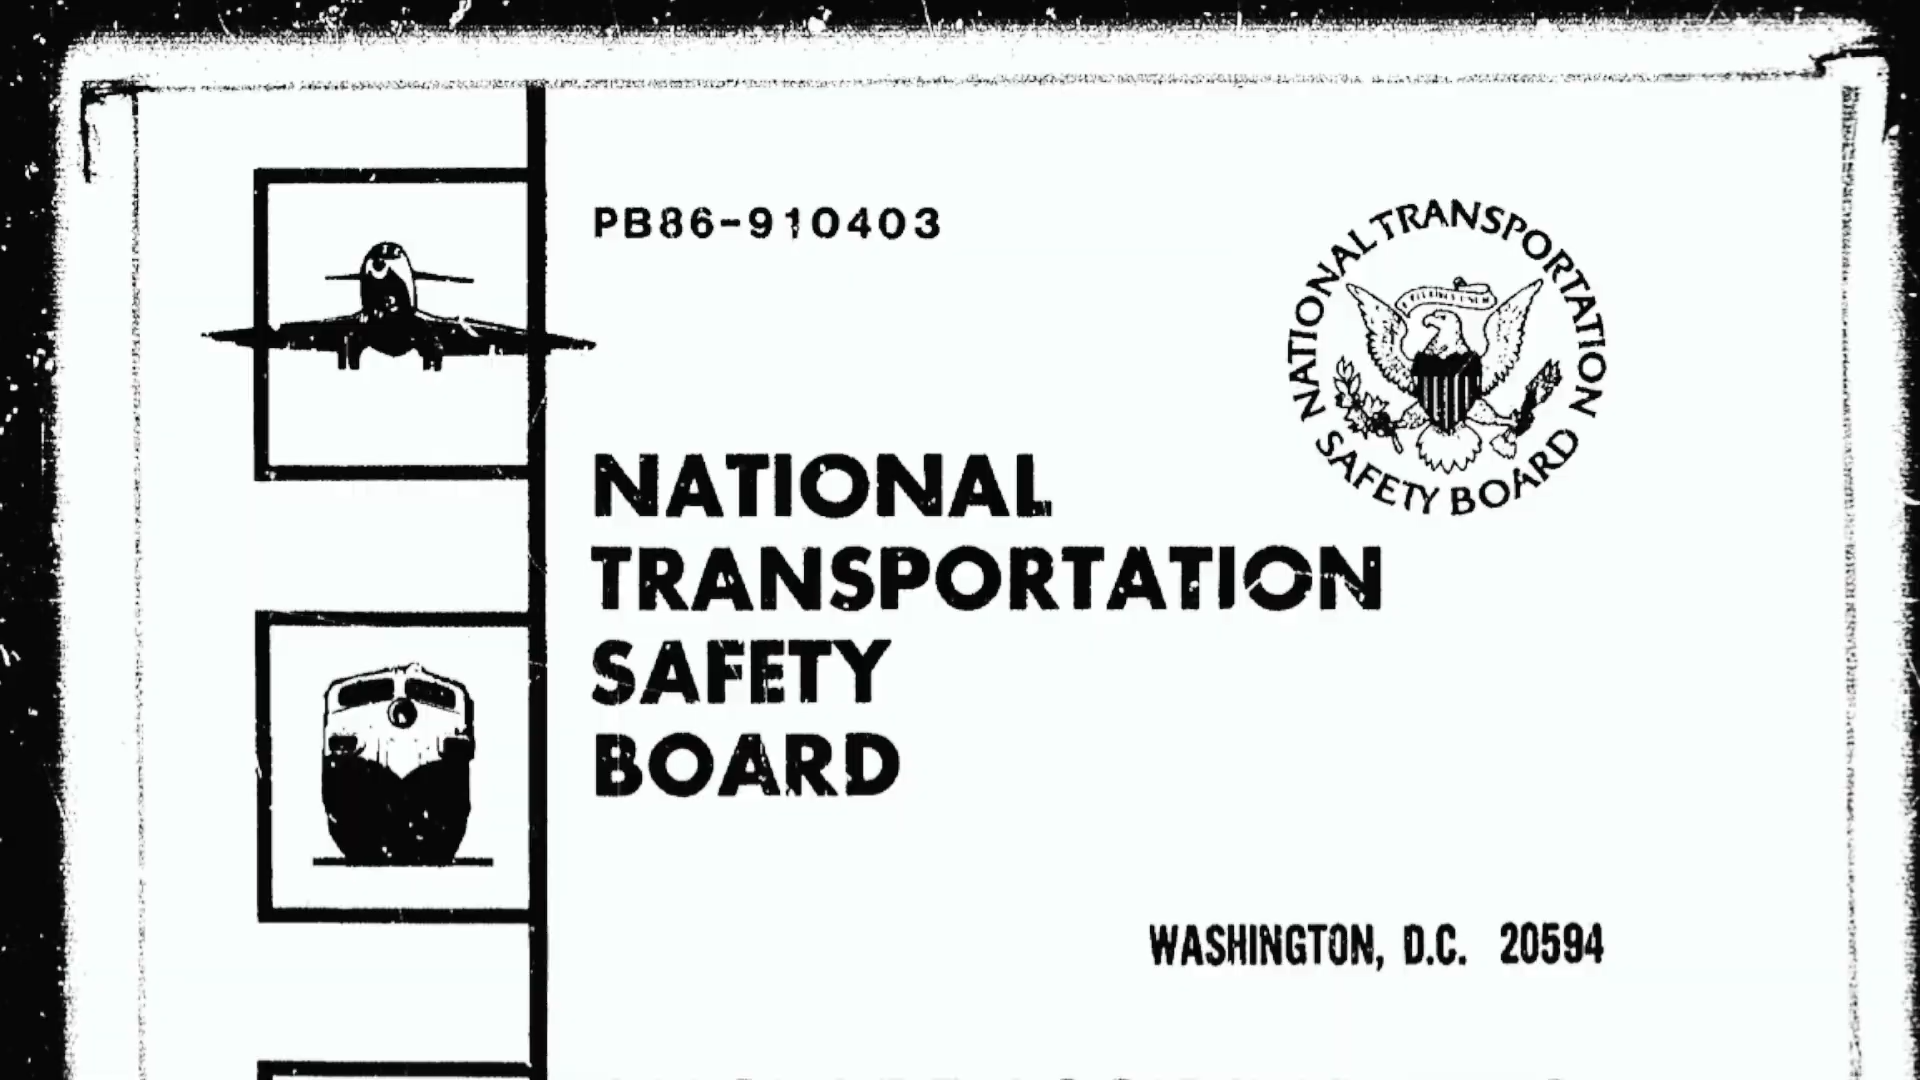 PB86-910403
NATIONAL TRANSPORTATION SAFETY BOARD
NATIONAL
TRANSPORTATION
SAFETY
BOARD
WASHINGTON, D.C. 20594